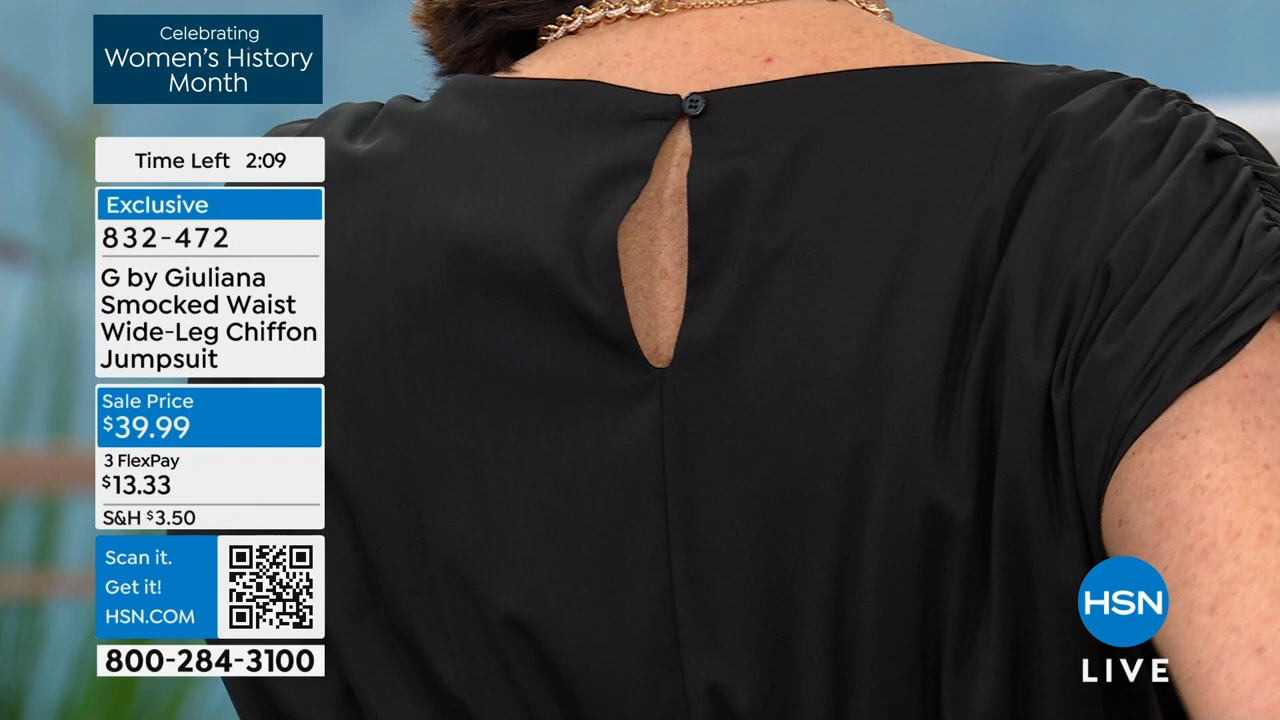 Celebrating
Women's History
Month
Time Left 2:09
Exclusive
832-472
G by Giuliana
Smocked Waist
Wide-Leg Chiffon
Jumpsuit
Sale Price
$39.99
3 FlexPay
$13.33
S&H $3.50
Scan it.
Get it!
HSN.COM
800-284-3100
HSN
LIVE